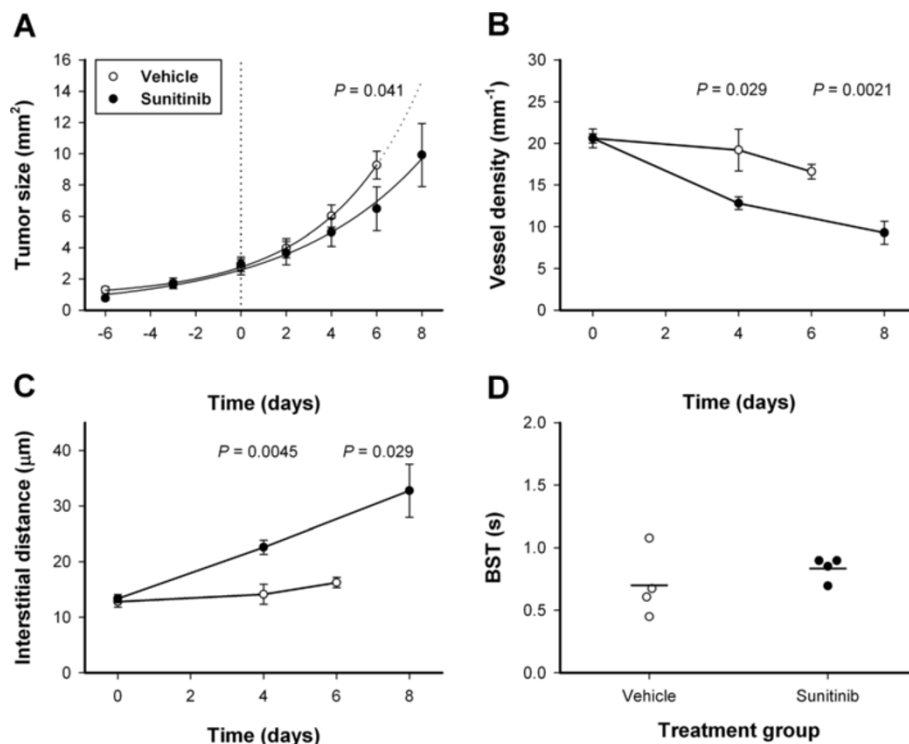 A
Tumor size (mm²)
16
14
12
10
8
6
4
2
0
Vehicle
Sunitinib
P = 0.041
-6 -4 -2 0 2 4 6 8
Time (days)
B
Vessel density (mm⁻¹)
30
25
20
15
10
5
0
P = 0.029 P = 0.0021
0 2 4 6 8
Time (days)
C
Interstitial distance (μm)
40
30
20
10
0
P = 0.0045 P = 0.029
0 2 4 6 8
Time (days)
D
BST (s)
2.0
1.5
1.0
0.5
0.0
Vehicle Sunitinib
Treatment group